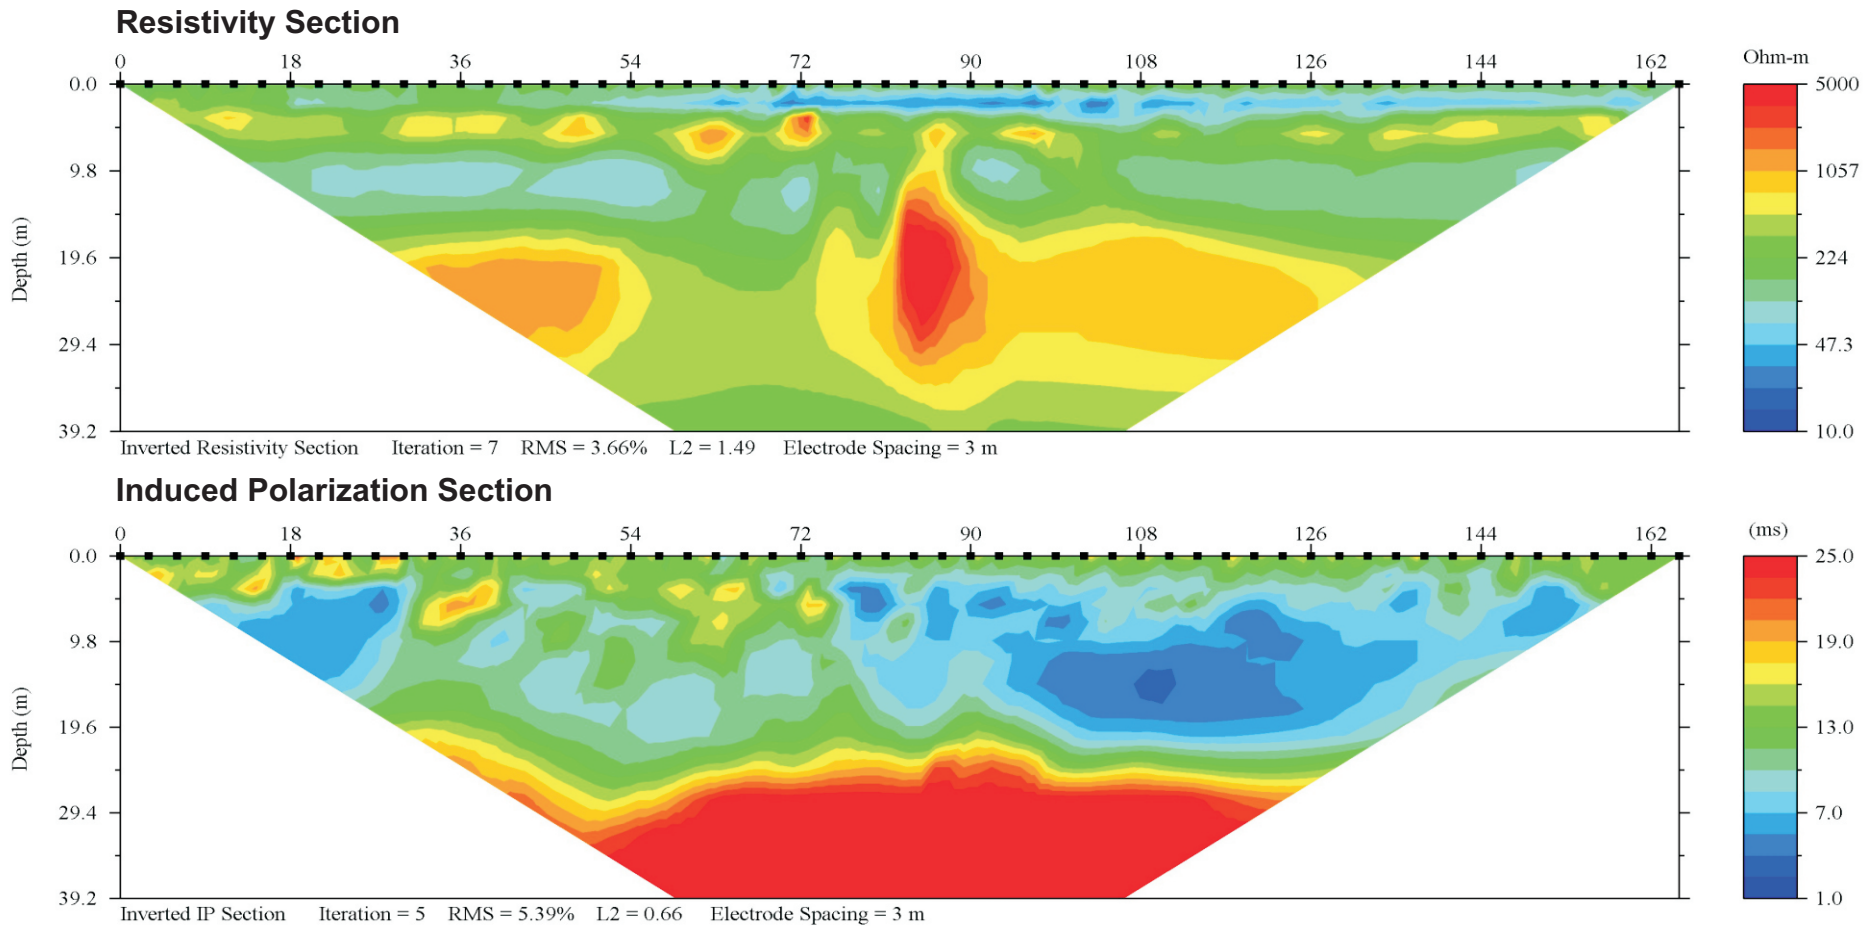 Resistivity Section
0 18 36 54 72 90 108 126 144 162
Ohm-m
0.0
9.8
19.6
29.4
39.2
Depth (m)
5000
1057
224
47.3
10.0
Inverted Resistivity Section Iteration = 7 RMS = 3.66% L2 = 1.49 Electrode Spacing = 3 m
Induced Polarization Section
0 18 36 54 72 90 108 126 144 162
(ms)
0.0
9.8
19.6
29.4
39.2
Depth (m)
25.0
19.0
13.0
7.0
1.0
Inverted IP Section Iteration = 5 RMS = 5.39% L2 = 0.66 Electrode Spacing = 3 m